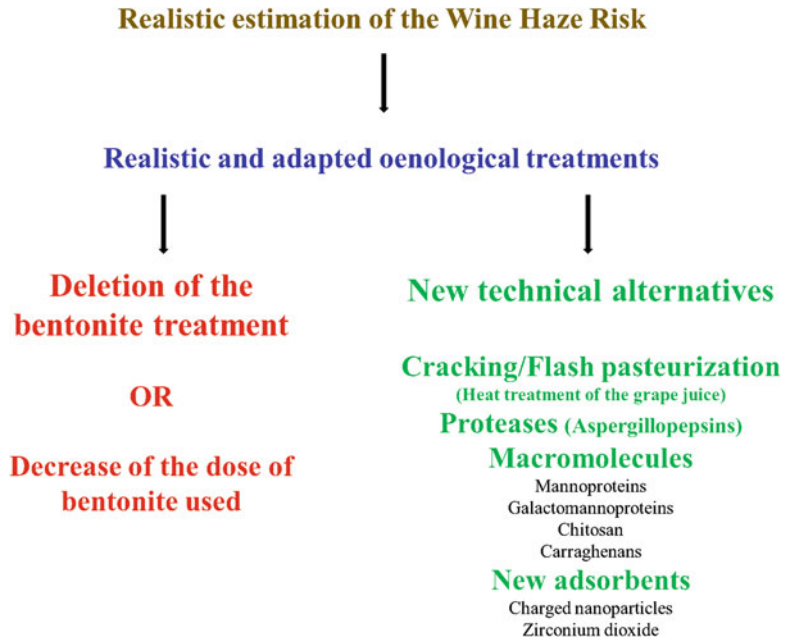 Realistic estimation of the Wine Haze Risk
Realistic and adapted oenological treatments
Deletion of the
bentonite treatment
OR
Decrease of the dose of
bentonite used
New technical alternatives
Cracking/Flash pasteurization
(Heat treatment of the grape juice)
Proteases (Aspergillopepsins)
Macromolecules
Mannoproteins
Galactomannoproteins
Chitosan
Carraghenans
New adsorbents
Charged nanoparticles
Zirconium dioxide